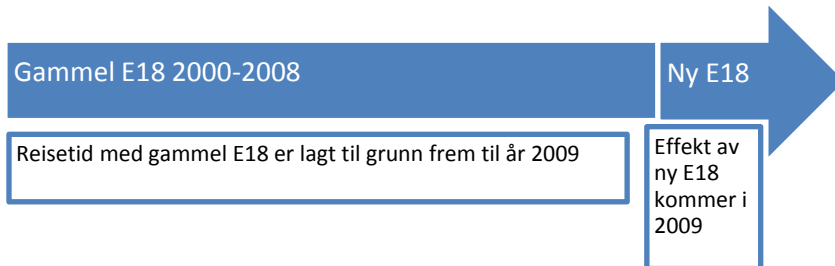 Gammel E18 2000-2008
Ny E18
Reisetid med gammel E18 er lagt til grunn frem til år 2009
Effekt av
ny E18
kommer i
2009